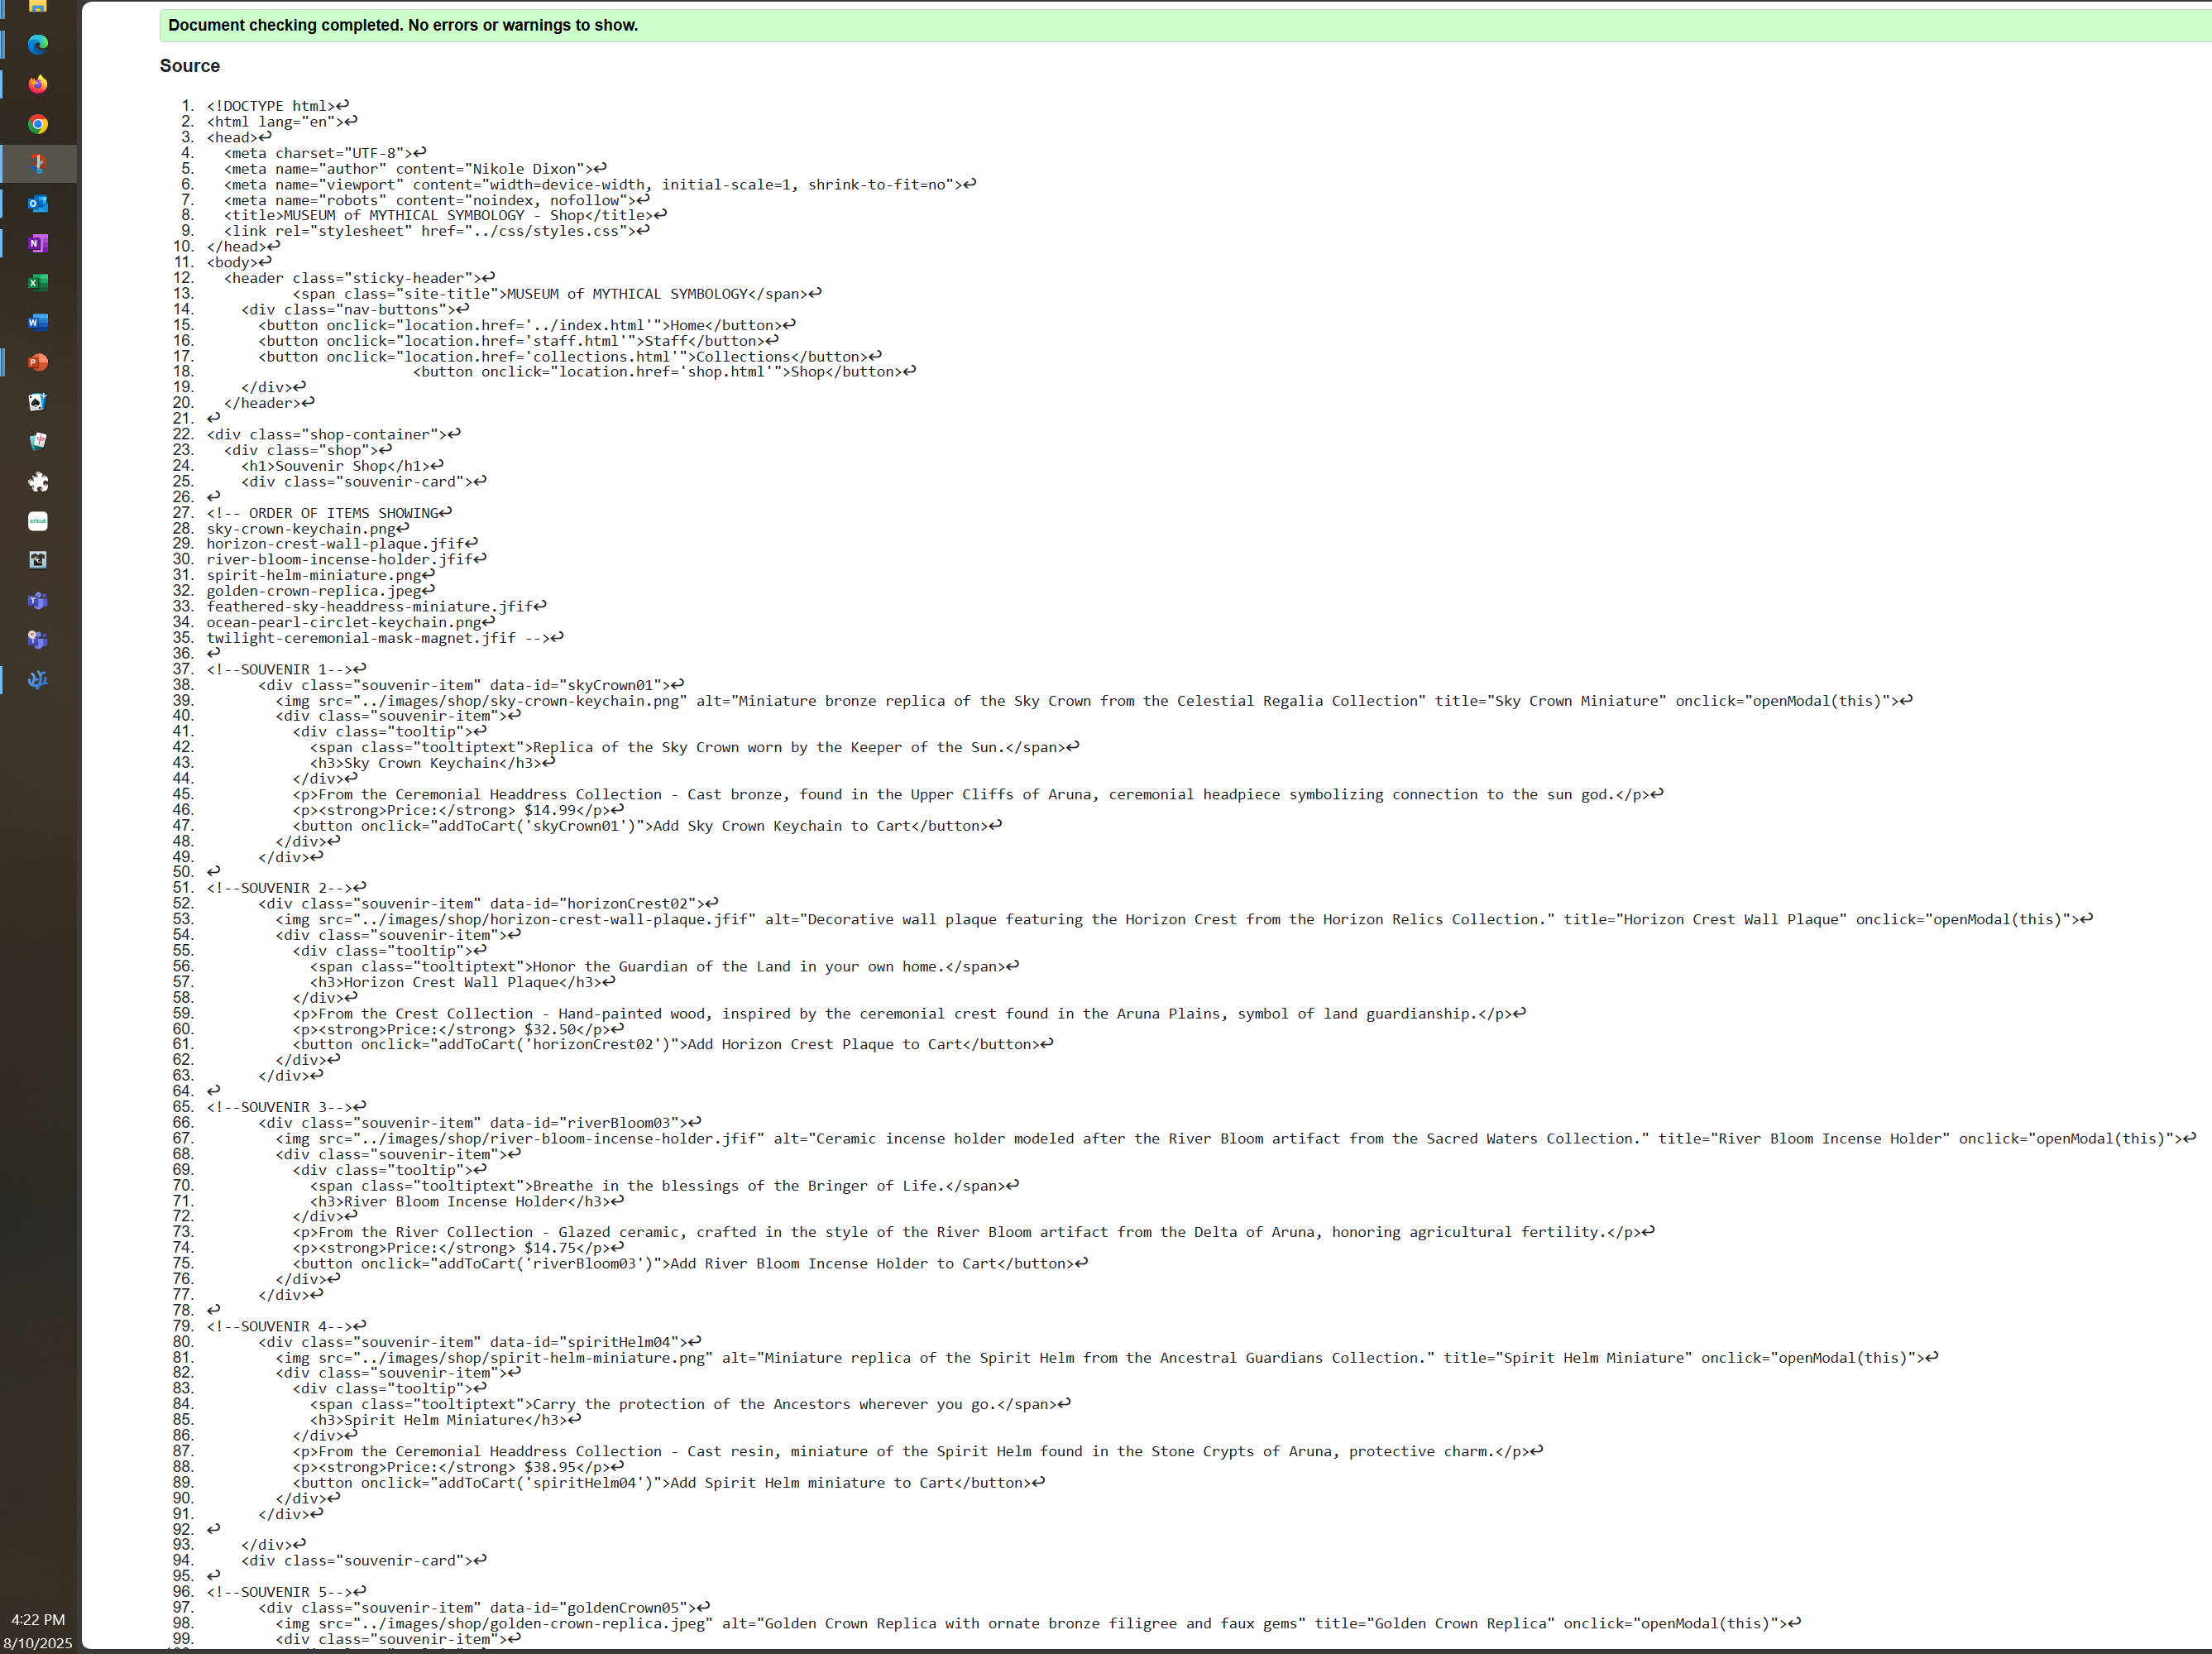 Document checking completed. No errors or warnings to show.
Source
1. <!DOCTYPE html>↩
2. <html lang="en">↩
3. <head>↩
4.   <meta charset="UTF-8">↩
5.   <meta name="author" content="Nikole Dixon">↩
6.   <meta name="viewport" content="width=device-width, initial-scale=1, shrink-to-fit=no">↩
7.   <meta name="robots" content="noindex, nofollow">↩
8.   <title>MUSEUM of MYTHICAL SYMBOLOGY - Shop</title>↩
9.   <link rel="stylesheet" href="../css/styles.css">↩
10. </head>↩
11. <body>↩
12.   <header class="sticky-header">↩
13.           <span class="site-title">MUSEUM of MYTHICAL SYMBOLOGY</span>↩
14.     <div class="nav-buttons">↩
15.       <button onclick="location.href='../index.html'">Home</button>↩
16.       <button onclick="location.href='staff.html'">Staff</button>↩
17.       <button onclick="location.href='collections.html'">Collections</button>↩
18.                         <button onclick="location.href='shop.html'">Shop</button>↩
19.     </div>↩
20.   </header>↩
21. ↩
22. <div class="shop-container">↩
23.   <div class="shop">↩
24.     <h1>Souvenir Shop</h1>↩
25.     <div class="souvenir-card">↩
26. ↩
27. <!-- ORDER OF ITEMS SHOWING↩
28. sky-crown-keychain.png↩
29. horizon-crest-wall-plaque.jfif↩
30. river-bloom-incense-holder.jfif↩
31. spirit-helm-miniature.png↩
32. golden-crown-replica.jpeg↩
33. feathered-sky-headdress-miniature.jfif↩
34. ocean-pearl-circlet-keychain.png↩
35. twilight-ceremonial-mask-magnet.jfif -->↩
36. ↩
37. <!--SOUVENIR 1-->↩
38.       <div class="souvenir-item" data-id="skyCrown01">↩
39.         <img src="../images/shop/sky-crown-keychain.png" alt="Miniature bronze replica of the Sky Crown from the Celestial Regalia Collection" title="Sky Crown Miniature" onclick="openModal(this)">↩
40.         <div class="souvenir-item">↩
41.           <div class="tooltip">↩
42.             <span class="tooltiptext">Replica of the Sky Crown worn by the Keeper of the Sun.</span>↩
43.             <h3>Sky Crown Keychain</h3>↩
44.           </div>↩
45.           <p>From the Ceremonial Headdress Collection - Cast bronze, found in the Upper Cliffs of Aruna, ceremonial headpiece symbolizing connection to the sun god.</p>↩
46.           <p><strong>Price:</strong> $14.99</p>↩
47.           <button onclick="addToCart('skyCrown01')">Add Sky Crown Keychain to Cart</button>↩
48.         </div>↩
49.       </div>↩
50. ↩
51. <!--SOUVENIR 2-->↩
52.       <div class="souvenir-item" data-id="horizonCrest02">↩
53.         <img src="../images/shop/horizon-crest-wall-plaque.jfif" alt="Decorative wall plaque featuring the Horizon Crest from the Horizon Relics Collection." title="Horizon Crest Wall Plaque" onclick="openModal(this)">↩
54.         <div class="souvenir-item">↩
55.           <div class="tooltip">↩
56.             <span class="tooltiptext">Honor the Guardian of the Land in your own home.</span>↩
57.             <h3>Horizon Crest Wall Plaque</h3>↩
58.           </div>↩
59.           <p>From the Crest Collection - Hand-painted wood, inspired by the ceremonial crest found in the Aruna Plains, symbol of land guardianship.</p>↩
60.           <p><strong>Price:</strong> $32.50</p>↩
61.           <button onclick="addToCart('horizonCrest02')">Add Horizon Crest Plaque to Cart</button>↩
62.         </div>↩
63.       </div>↩
64. ↩
65. <!--SOUVENIR 3-->↩
66.       <div class="souvenir-item" data-id="riverBloom03">↩
67.         <img src="../images/shop/river-bloom-incense-holder.jfif" alt="Ceramic incense holder modeled after the River Bloom artifact from the Sacred Waters Collection." title="River Bloom Incense Holder" onclick="openModal(this)">↩
68.         <div class="souvenir-item">↩
69.           <div class="tooltip">↩
70.             <span class="tooltiptext">Breathe in the blessings of the Bringer of Life.</span>↩
71.             <h3>River Bloom Incense Holder</h3>↩
72.           </div>↩
73.           <p>From the River Collection - Glazed ceramic, crafted in the style of the River Bloom artifact from the Delta of Aruna, honoring agricultural fertility.</p>↩
74.           <p><strong>Price:</strong> $14.75</p>↩
75.           <button onclick="addToCart('riverBloom03')">Add River Bloom Incense Holder to Cart</button>↩
76.         </div>↩
77.       </div>↩
78. ↩
79. <!--SOUVENIR 4-->↩
80.       <div class="souvenir-item" data-id="spiritHelm04">↩
81.         <img src="../images/shop/spirit-helm-miniature.png" alt="Miniature replica of the Spirit Helm from the Ancestral Guardians Collection." title="Spirit Helm Miniature" onclick="openModal(this)">↩
82.         <div class="souvenir-item">↩
83.           <div class="tooltip">↩
84.             <span class="tooltiptext">Carry the protection of the Ancestors wherever you go.</span>↩
85.             <h3>Spirit Helm Miniature</h3>↩
86.           </div>↩
87.           <p>From the Ceremonial Headdress Collection - Cast resin, miniature of the Spirit Helm found in the Stone Crypts of Aruna, protective charm.</p>↩
88.           <p><strong>Price:</strong> $38.95</p>↩
89.           <button onclick="addToCart('spiritHelm04')">Add Spirit Helm miniature to Cart</button>↩
90.         </div>↩
91.       </div>↩
92. ↩
93.     </div>↩
94.     <div class="souvenir-card">↩
95. ↩
96. <!--SOUVENIR 5-->↩
97.       <div class="souvenir-item" data-id="goldenCrown05">↩
98.         <img src="../images/shop/golden-crown-replica.jpeg" alt="Golden Crown Replica with ornate bronze filigree and faux gems" title="Golden Crown Replica" onclick="openModal(this)">↩
99.         <div class="souvenir-item">↩
4:22 PM
8/10/2025